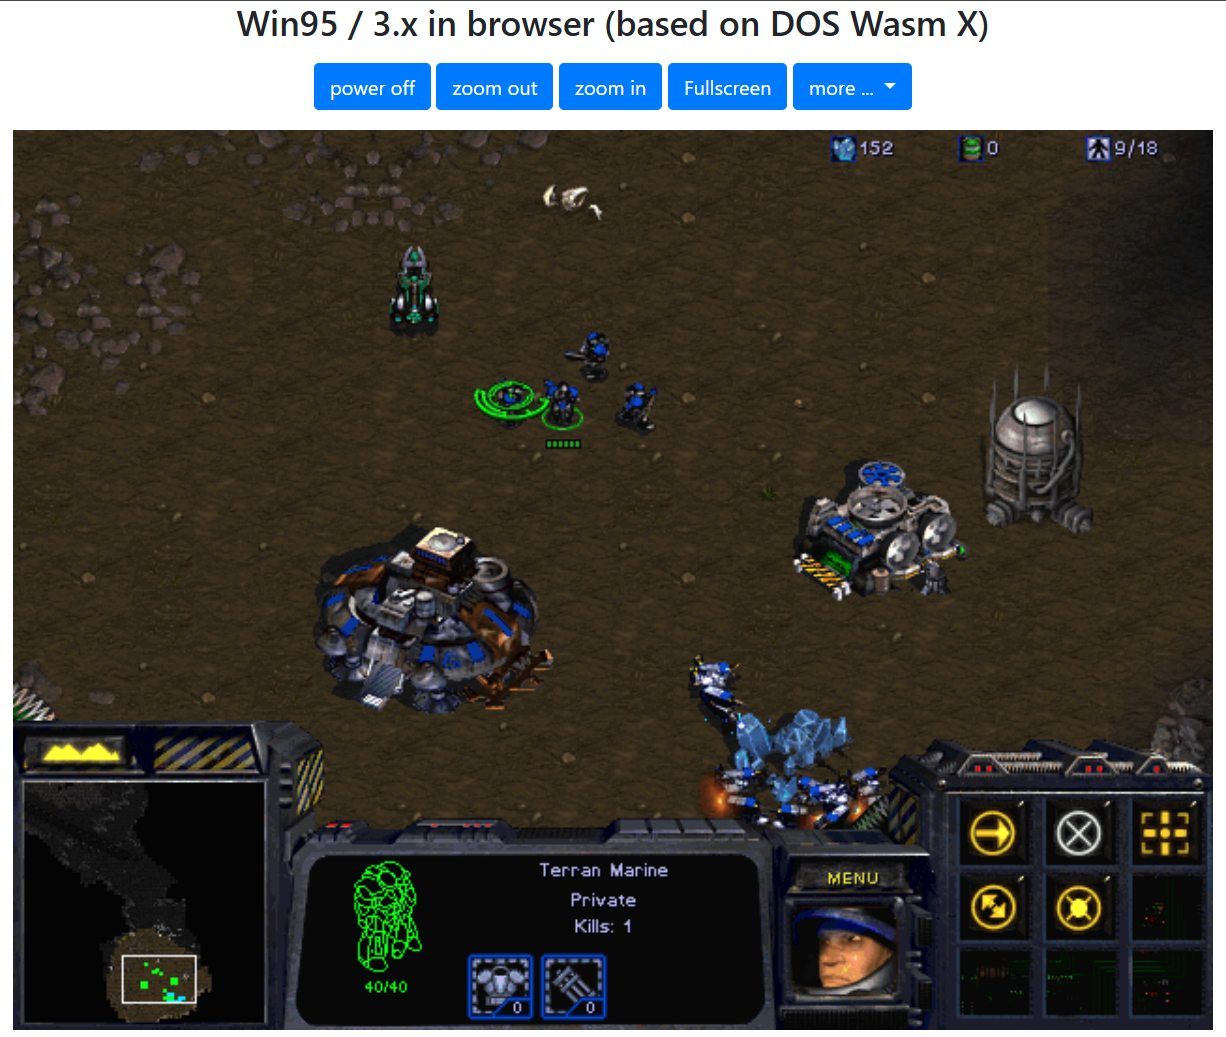 Win95 / 3.x in browser (based on DOS Wasm X)
power off zoom out zoom in Fullscreen more ...
152 0 9/18
Terran Marine
Private
Kills: 1
40/40
0 0
MENU